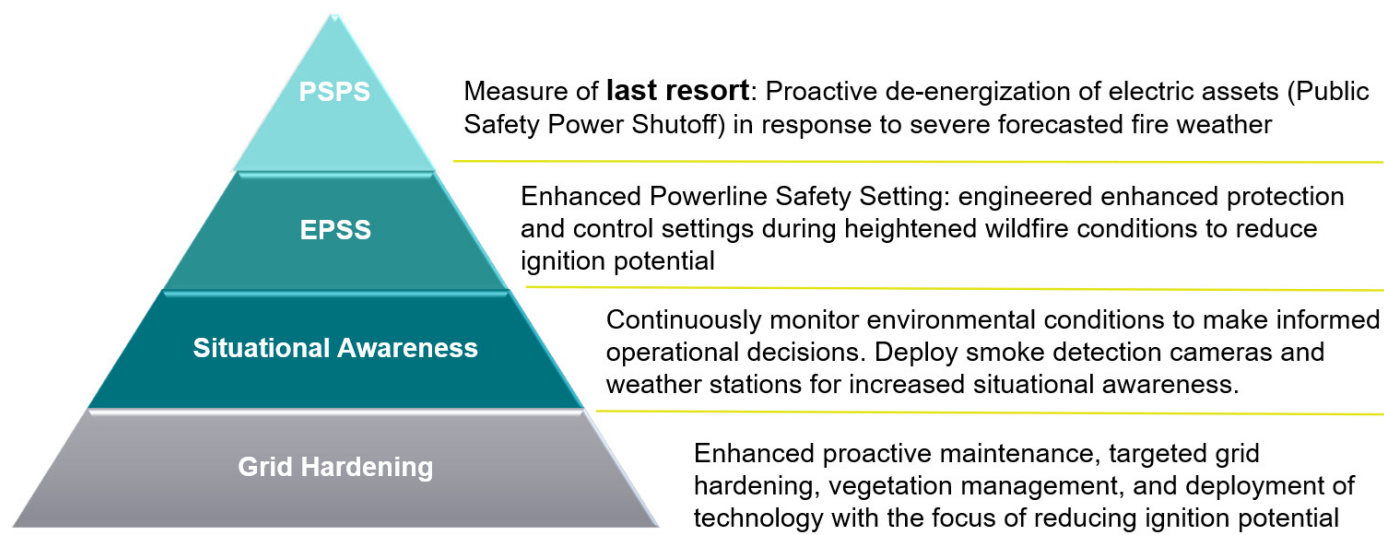 PSPS
Measure of last resort: Proactive de-energization of electric assets (Public
Safety Power Shutoff) in response to severe forecasted fire weather
EPSS
Enhanced Powerline Safety Setting: engineered enhanced protection
and control settings during heightened wildfire conditions to reduce
ignition potential
Situational Awareness
Continuously monitor environmental conditions to make informed
operational decisions. Deploy smoke detection cameras and
weather stations for increased situational awareness.
Grid Hardening
Enhanced proactive maintenance, targeted grid
hardening, vegetation management, and deployment of
technology with the focus of reducing ignition potential